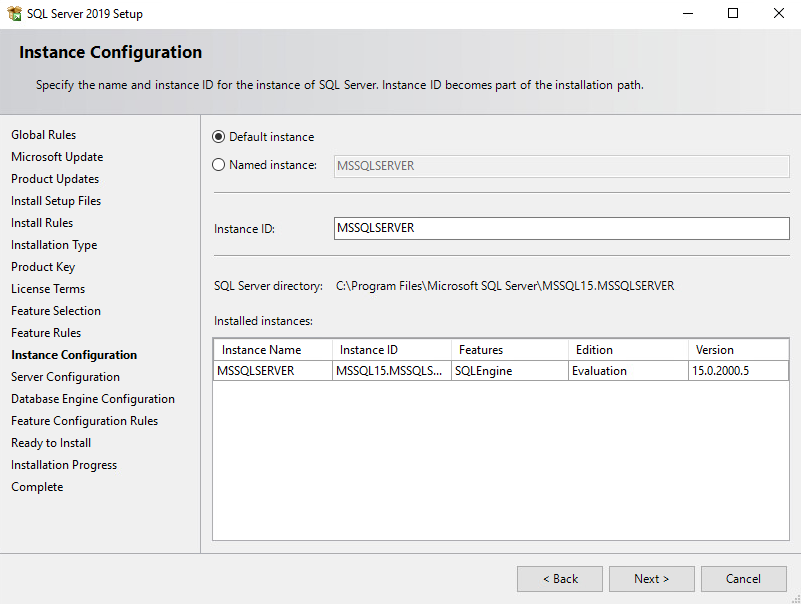 SQL Server 2019 Setup
Instance Configuration
Specify the name and instance ID for the instance of SQL Server. Instance ID becomes part of the installation path.
Global Rules
Microsoft Update
Product Updates
Install Setup Files
Install Rules
Installation Type
Product Key
License Terms
Feature Selection
Feature Rules
Instance Configuration
Server Configuration
Database Engine Configuration
Feature Configuration Rules
Ready to Install
Installation Progress
Complete
Default instance
Named instance: MSSQLSERVER
Instance ID: MSSQLSERVER
SQL Server directory: C:\Program Files\Microsoft SQL Server\MSSQL15.MSSQLSERVER
Installed instances:
Instance Name Instance ID Features Edition Version
MSSQLSERVER MSSQL15.MSSQLS... SQLEngine Evaluation 15.0.2000.5
< Back Next > Cancel